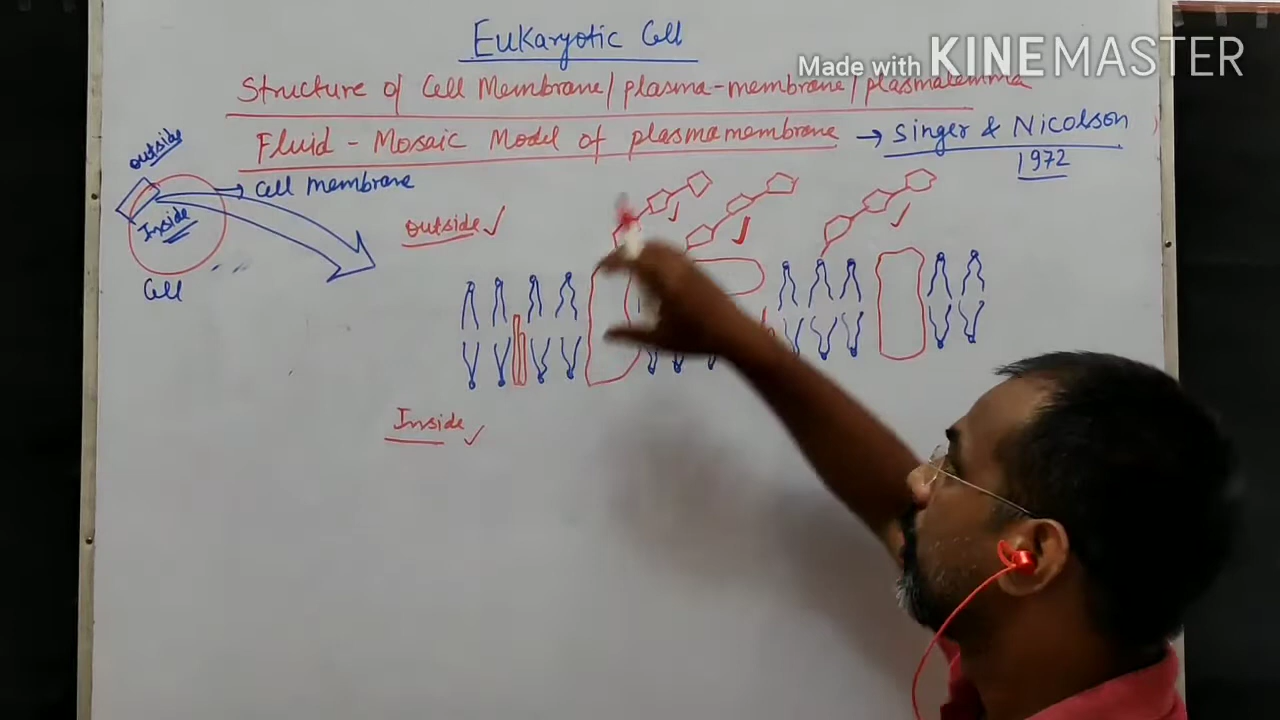 Eukaryotic Cell
Made with KINEMASTER
Structure of Cell Membrane/plasma-membrane/plasmalemma
Fluid - Mosaic Model of plasmamembrane → Singer & Nicolson
1972
outside
Cell membrane
Inside
outside ✓
Cell
Inside ✓